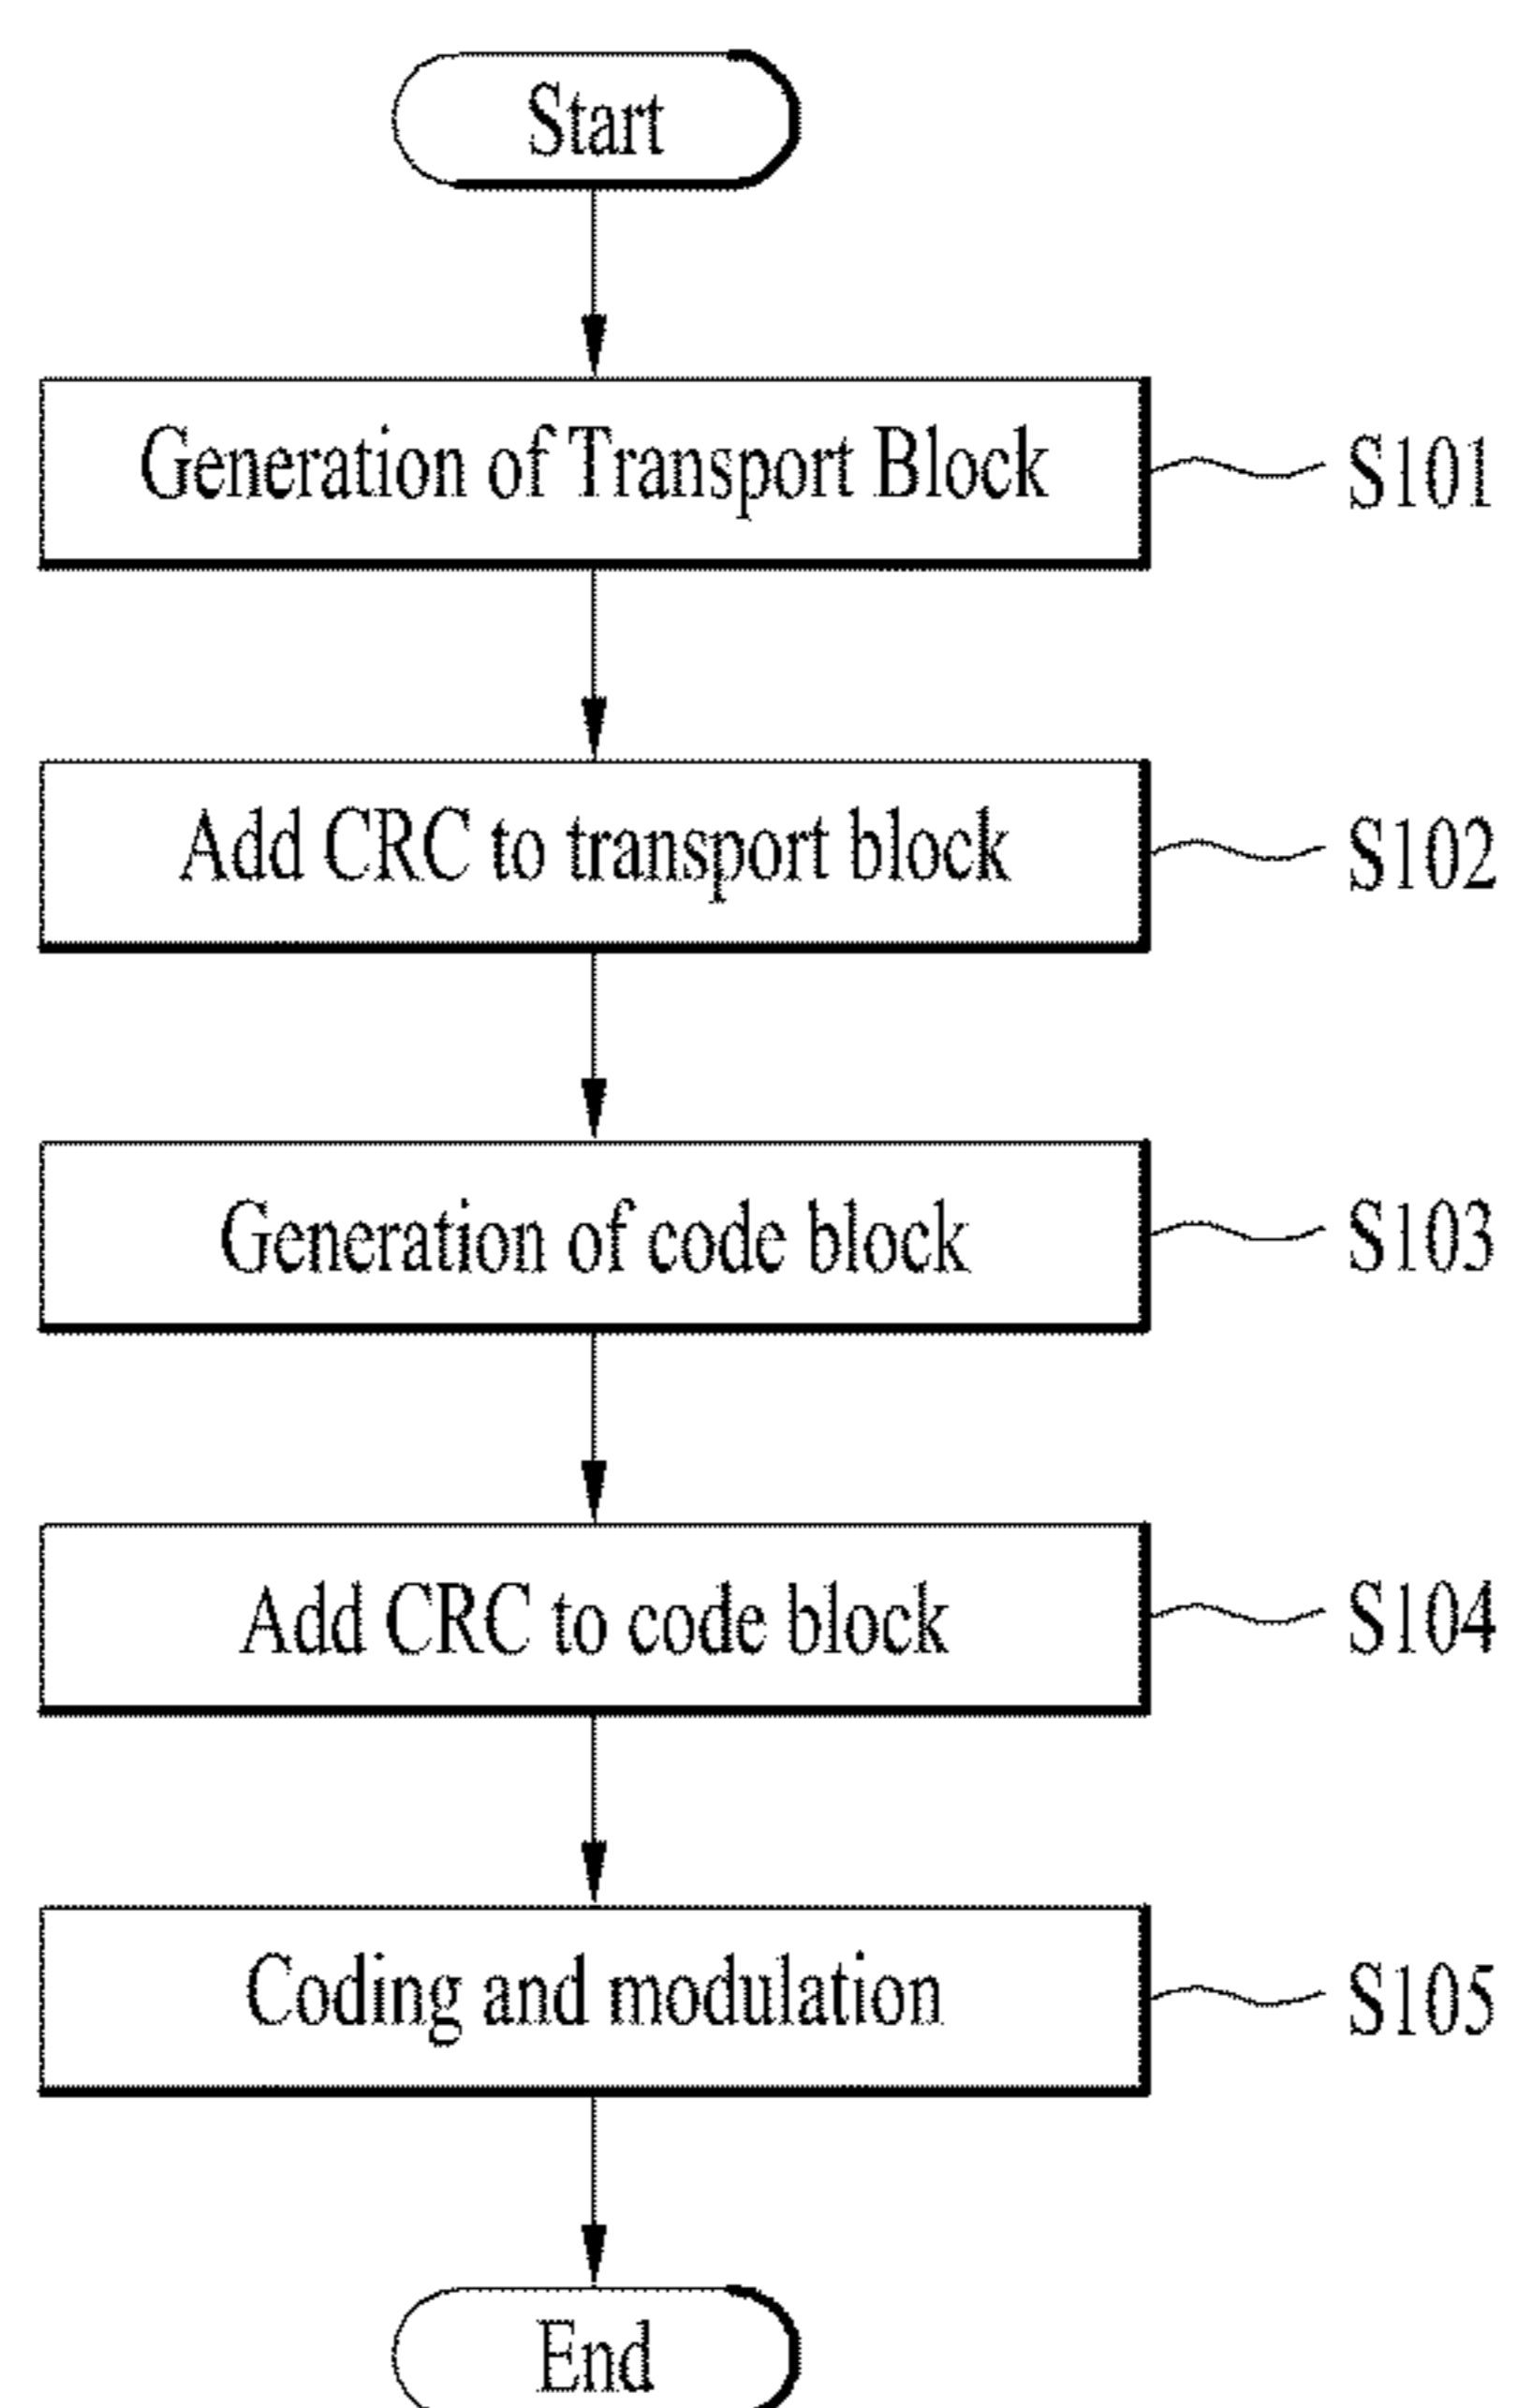 Start
Generation of Transport Block
S101
Add CRC to transport block
S102
Generation of code block
S103
Add CRC to code block
S104
Coding and modulation
S105
End